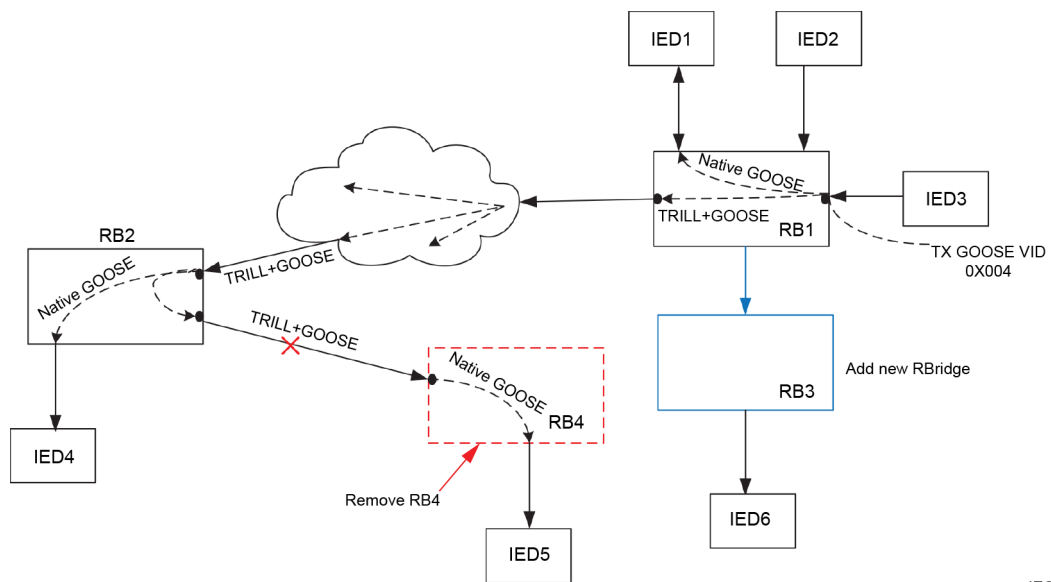 IED1
IED2
Native GOOSE
IED3
TRILL+GOOSE
RB1
TX GOOSE VID
0X004
RB2
TRILL+GOOSE
Native GOOSE
TRILL+GOOSE
Native GOOSE
RB4
Add new RBridge
RB3
IED4
Remove RB4
IED6
IED5